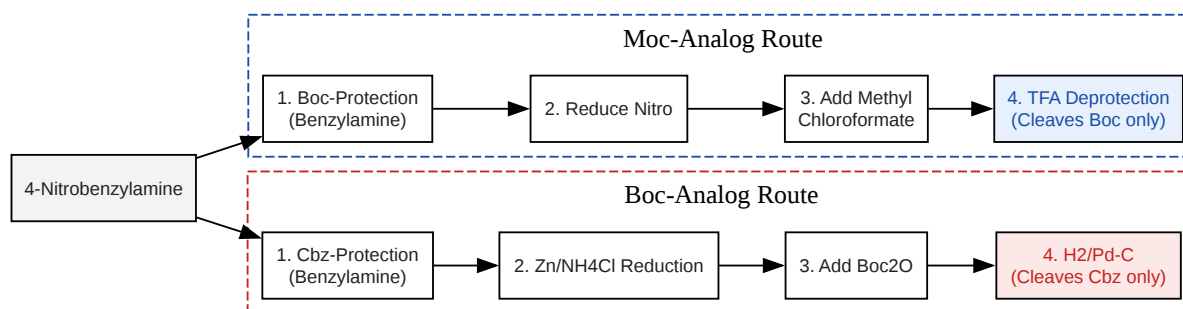 Moc-Analog Route
1. Boc-Protection
(Benzylamine)
2. Reduce Nitro
3. Add Methyl
Chloroformate
4. TFA Deprotection
(Cleaves Boc only)
4-Nitrobenzylamine
Boc-Analog Route
1. Cbz-Protection
(Benzylamine)
2. Zn/NH4Cl Reduction
3. Add Boc2O
4. H2/Pd-C
(Cleaves Cbz only)